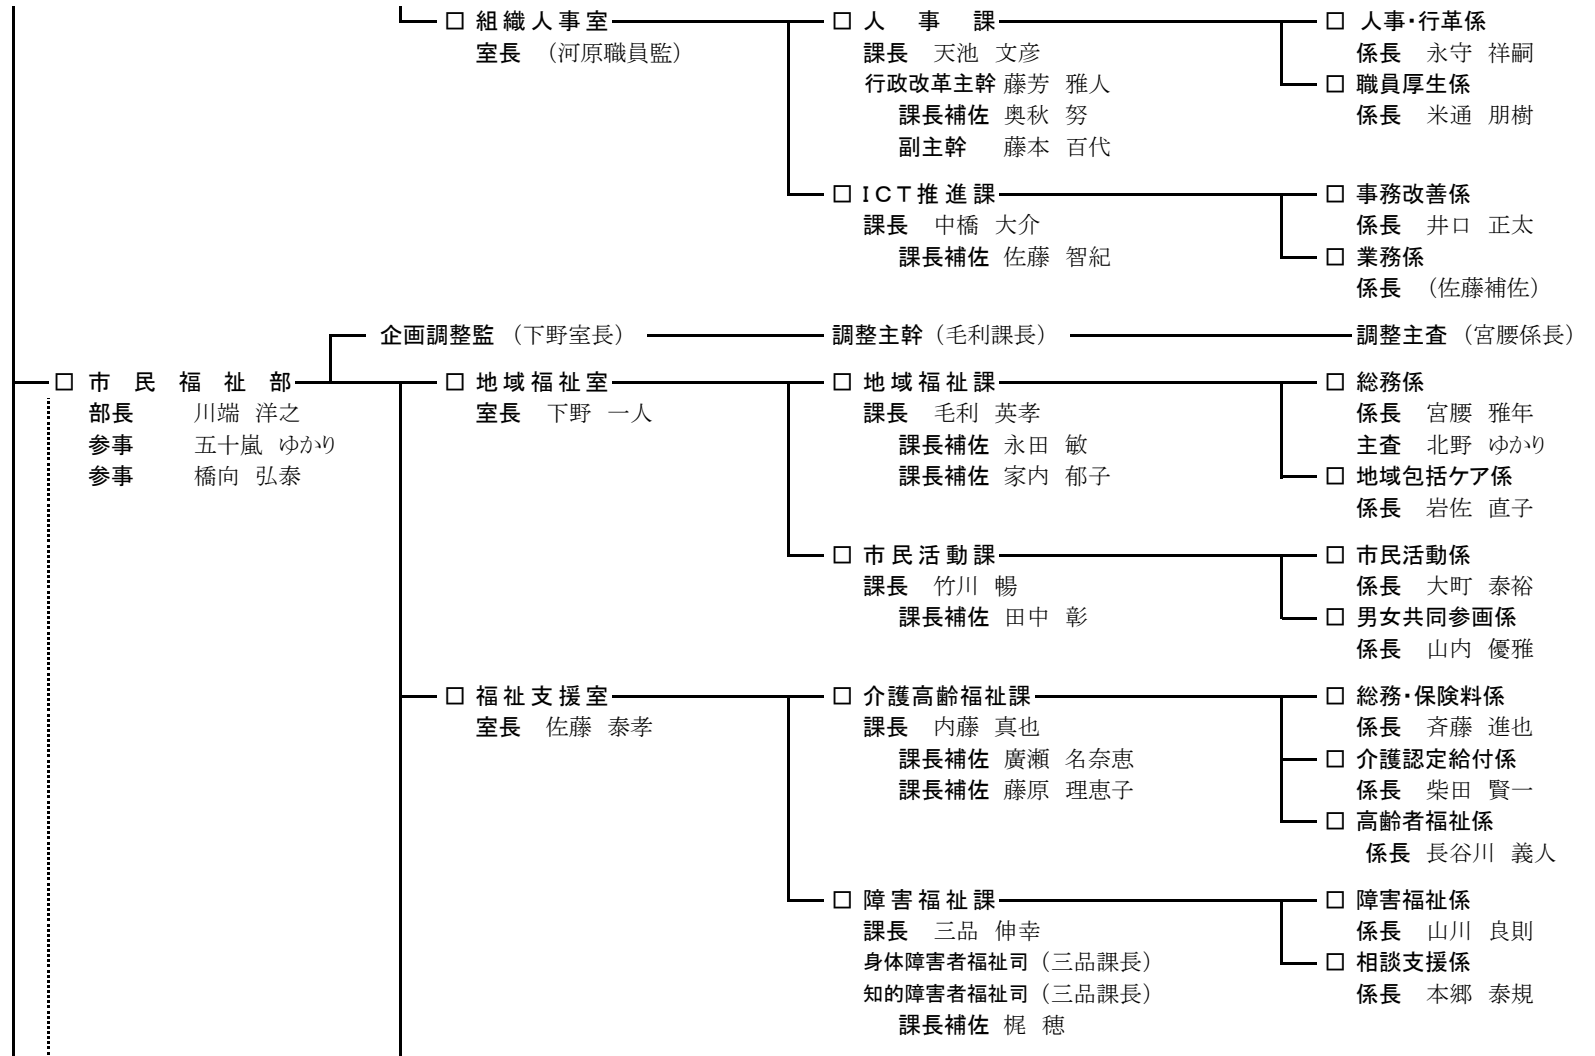 □ 組織人事室 □ 人 事 課 □ 人事・行革係
室長 （河原職員監） 課長 天池 文彦 係長 永守 祥嗣
行政改革主幹 藤芳 雅人 □ 職員厚生係
課長補佐 奥秋 努 係長 米通 朋樹
副主幹 藤本 百代
□ ＩＣＴ推進課 □ 事務改善係
課長 中橋 大介 係長 井口 正太
課長補佐 佐藤 智紀 □ 業務係
係長 （佐藤補佐）
企画調整監 （下野室長） 調整主幹 （毛利課長） 調整主査 （宮腰係長）
□ 市 民 福 祉 部 □ 地域福祉室 □ 地域福祉課 □ 総務係
部長 川端 洋之 室長 下野 一人 課長 毛利 英孝 係長 宮腰 雅年
参事 五十嵐 ゆかり 課長補佐 永田 敏 主査 北野 ゆかり
参事 橋向 弘泰 課長補佐 家内 郁子 □ 地域包括ケア係
係長 岩佐 直子
□ 市民活動課 □ 市民活動係
課長 竹川 暢 係長 大町 泰裕
課長補佐 田中 彰 □ 男女共同参画係
係長 山内 優雅
□ 福祉支援室 □ 介護高齢福祉課 □ 総務・保険料係
室長 佐藤 泰孝 課長 内藤 真也 係長 斉藤 進也
課長補佐 廣瀬 名奈恵 □ 介護認定給付係
課長補佐 藤原 理恵子 係長 柴田 賢一
□ 高齢者福祉係
係長 長谷川 義人
□ 障害福祉課 □ 障害福祉係
課長 三品 伸幸 係長 山川 良則
身体障害者福祉司 （三品課長） □ 相談支援係
知的障害者福祉司 （三品課長） 係長 本郷 泰規
課長補佐 梶 穂